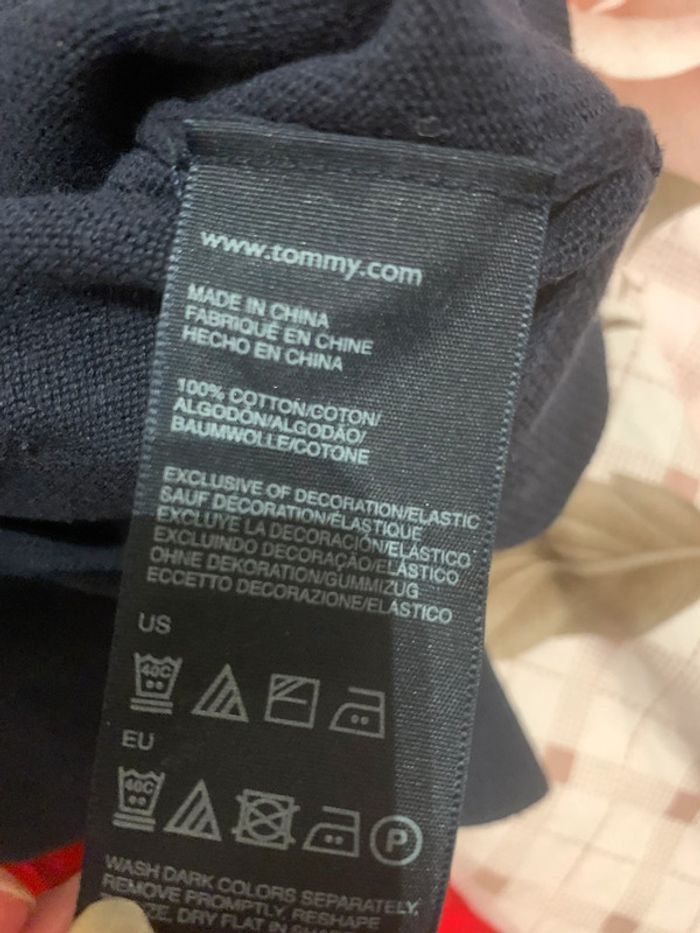 www.tommy.com
MADE IN CHINA
FABRIQUÉ EN CHINE
HECHO EN CHINA
100% COTTON/COTON/
ALGODÓN/ALGODÃO/
BAUMWOLLE/COTONE
EXCLUSIVE OF DECORATION/ELASTIC
SAUF DECORATION/ÉLASTIQUE
EXCLUYE LA DECORACIÓN/ELÁSTICO
EXCLUINDO DECORAÇÃO/ELÁSTICO
OHNE DEKORATION/GUMMIZUG
ECCETTO DECORAZIONE/ELASTICO
US
40C
EU
40C
P
WASH DARK COLORS SEPARATELY,
REMOVE PROMPTLY, RESHAPE
DRY FLAT IN